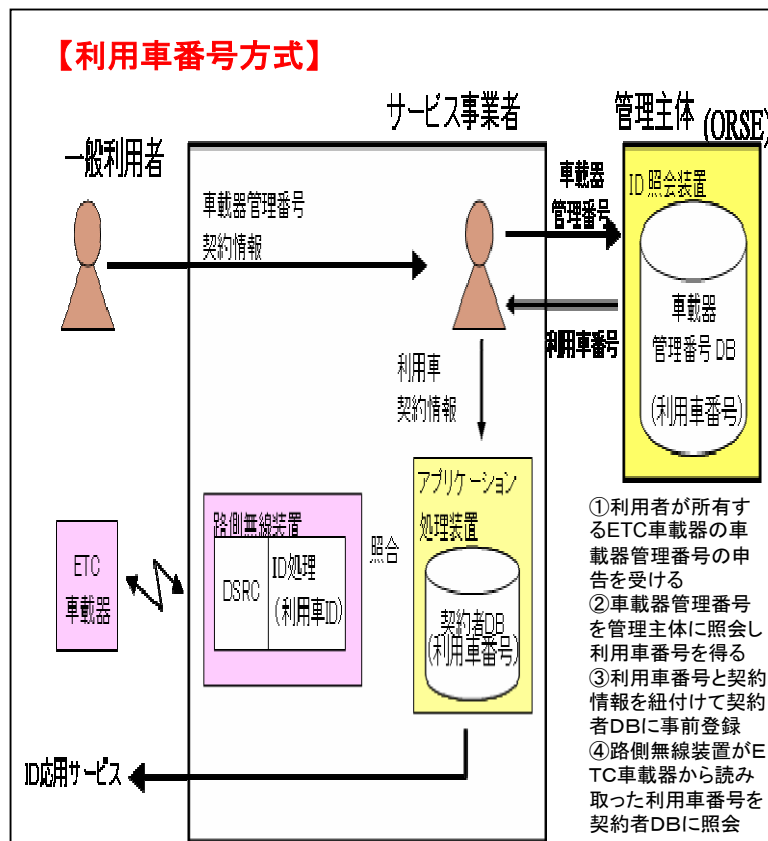 【利用車番号方式】
サービス事業者
管理主体 (ORSE)
一般利用者
車載器管理番号
契約情報
車載器
管理番号
ID照会装置
車載器
管理番号DB
(利用車番号)
利用車番号
利用車
契約情報
アプリケーション
処理装置
契約者DB
(利用車番号)
路側無線装置
DSRC
ID処理
(利用車ID)
照合
ETC
車載器
ID応用サービス
①利用者が所有す
るETC車載器の車
載器管理番号の申
告を受ける
②車載器管理番号
を管理主体に照会し
利用車番号を得る
③利用車番号と契約
情報を紐付けて契約
者DBに事前登録
④路側無線装置がE
TC車載器から読み
取った利用車番号を
契約者DBに照会